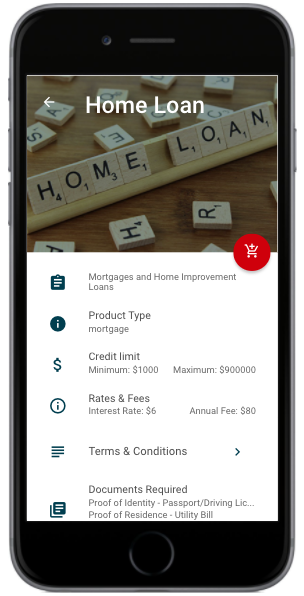 Home Loan
HOME LOAN
Mortgages and Home Improvement
Loans
Product Type
mortgage
Credit limit
Minimum: $1000 Maximum: $900000
Rates & Fees
Interest Rate: $6 Annual Fee: $80
Terms & Conditions
Documents Required
Proof of Identity - Passport/Driving Lic...
Proof of Residence - Utility Bill